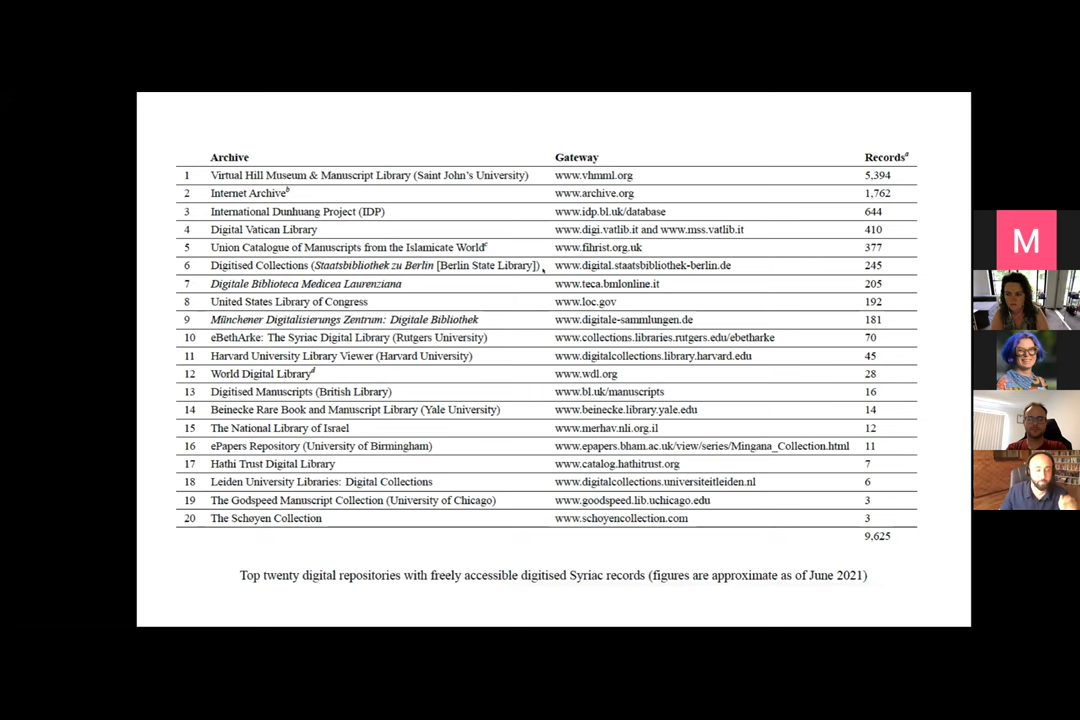 Archive Gateway Recordsᵃ
1 Virtual Hill Museum & Manuscript Library (Saint John's University) www.vhmml.org 5,394
2 Internet Archiveᵇ www.archive.org 1,762
3 International Dunhuang Project (IDP) www.idp.bl.uk/database 644
4 Digital Vatican Library www.digi.vatlib.it and www.mss.vatlib.it 410
5 Union Catalogue of Manuscripts from the Islamicate Worldᶜ www.fihrist.org.uk 377
6 Digitised Collections (Staatsbibliothek zu Berlin [Berlin State Library]) www.digital.staatsbibliothek-berlin.de 245
7 Digitale Biblioteca Medicea Laurenziana www.teca.bmlonline.it 205
8 United States Library of Congress www.loc.gov 192
9 Münchener Digitalisierungs Zentrum: Digitale Bibliothek www.digitale-sammlungen.de 181
10 eBethArke: The Syriac Digital Library (Rutgers University) www.collections.libraries.rutgers.edu/ebetharke 70
11 Harvard University Library Viewer (Harvard University) www.digitalcollections.library.harvard.edu 45
12 World Digital Libraryᵈ www.wdl.org 28
13 Digitised Manuscripts (British Library) www.bl.uk/manuscripts 16
14 Beinecke Rare Book and Manuscript Library (Yale University) www.beinecke.library.yale.edu 14
15 The National Library of Israel www.merhav.nli.org.il 12
16 ePapers Repository (University of Birmingham) www.epapers.bham.ac.uk/view/series/Mingana_Collection.html 11
17 Hathi Trust Digital Library www.catalog.hathitrust.org 7
18 Leiden University Libraries: Digital Collections www.digitalcollections.universiteitleiden.nl 6
19 The Godspeed Manuscript Collection (University of Chicago) www.goodspeed.lib.uchicago.edu 3
20 The Schøyen Collection www.schoyencollection.com 3
9,625
Top twenty digital repositories with freely accessible digitised Syriac records (figures are approximate as of June 2021)
M